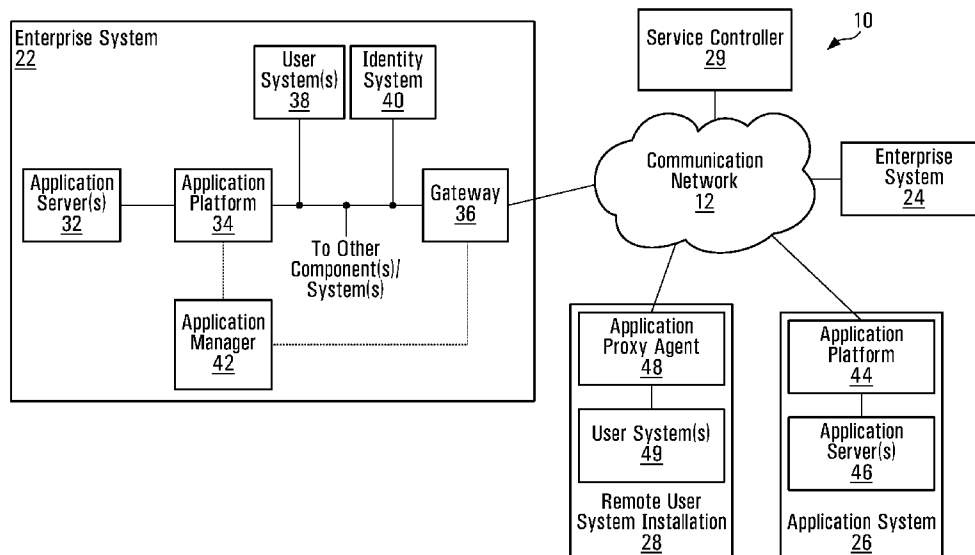 10
Enterprise System
22
User
System(s)
38
Identity
System
40
Application
Server(s)
32
Application
Platform
34
Gateway
36
To Other
Component(s)/
System(s)
Application
Manager
42
Service Controller
29
Communication
Network
12
Enterprise
System
24
Application
Proxy Agent
48
User System(s)
49
Remote User
System Installation
28
Application
Platform
44
Application
Server(s)
46
Application System
26